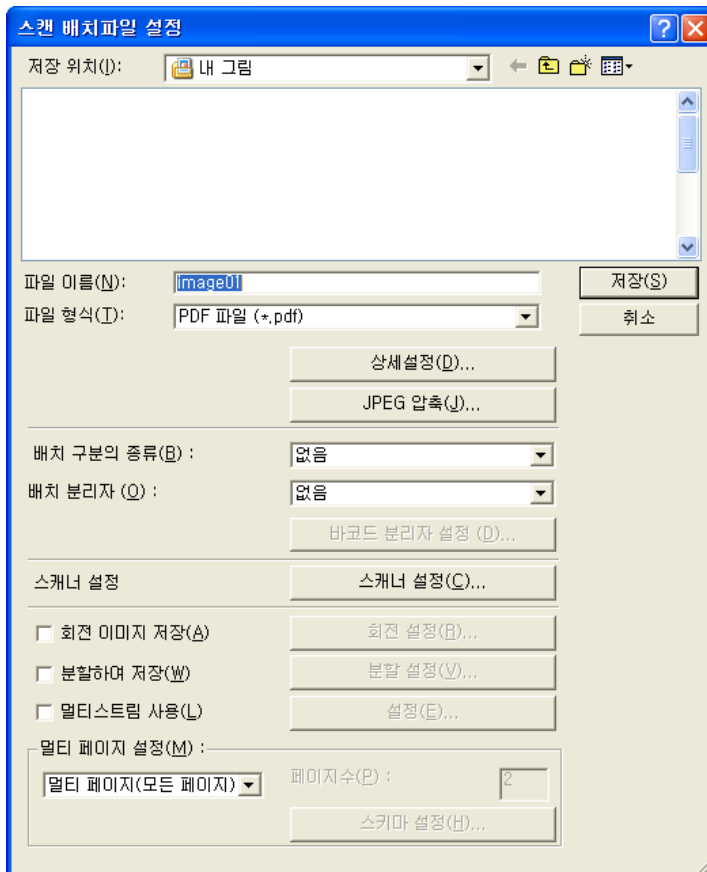 스캔 배치파일 설정
저장 위치(I): 내 그림
파일 이름(N): image01 저장(S)
파일 형식(T): PDF 파일 (*.pdf) 취소
상세설정(D)...
JPEG 압축(J)...
배치 구분의 종류(B) : 없음
배치 분리자 (O) : 없음
바코드 분리자 설정 (D)...
스캐너 설정 스캐너 설정(C)...
회전 이미지 저장(A) 회전 설정(R)...
분할하여 저장(W) 분할 설정(V)...
멀티스트림 사용(L) 설정(E)...
멀티 페이지 설정(M) :
멀티 페이지(모든 페이지) 페이지수(P) : 2
스키마 설정(H)...